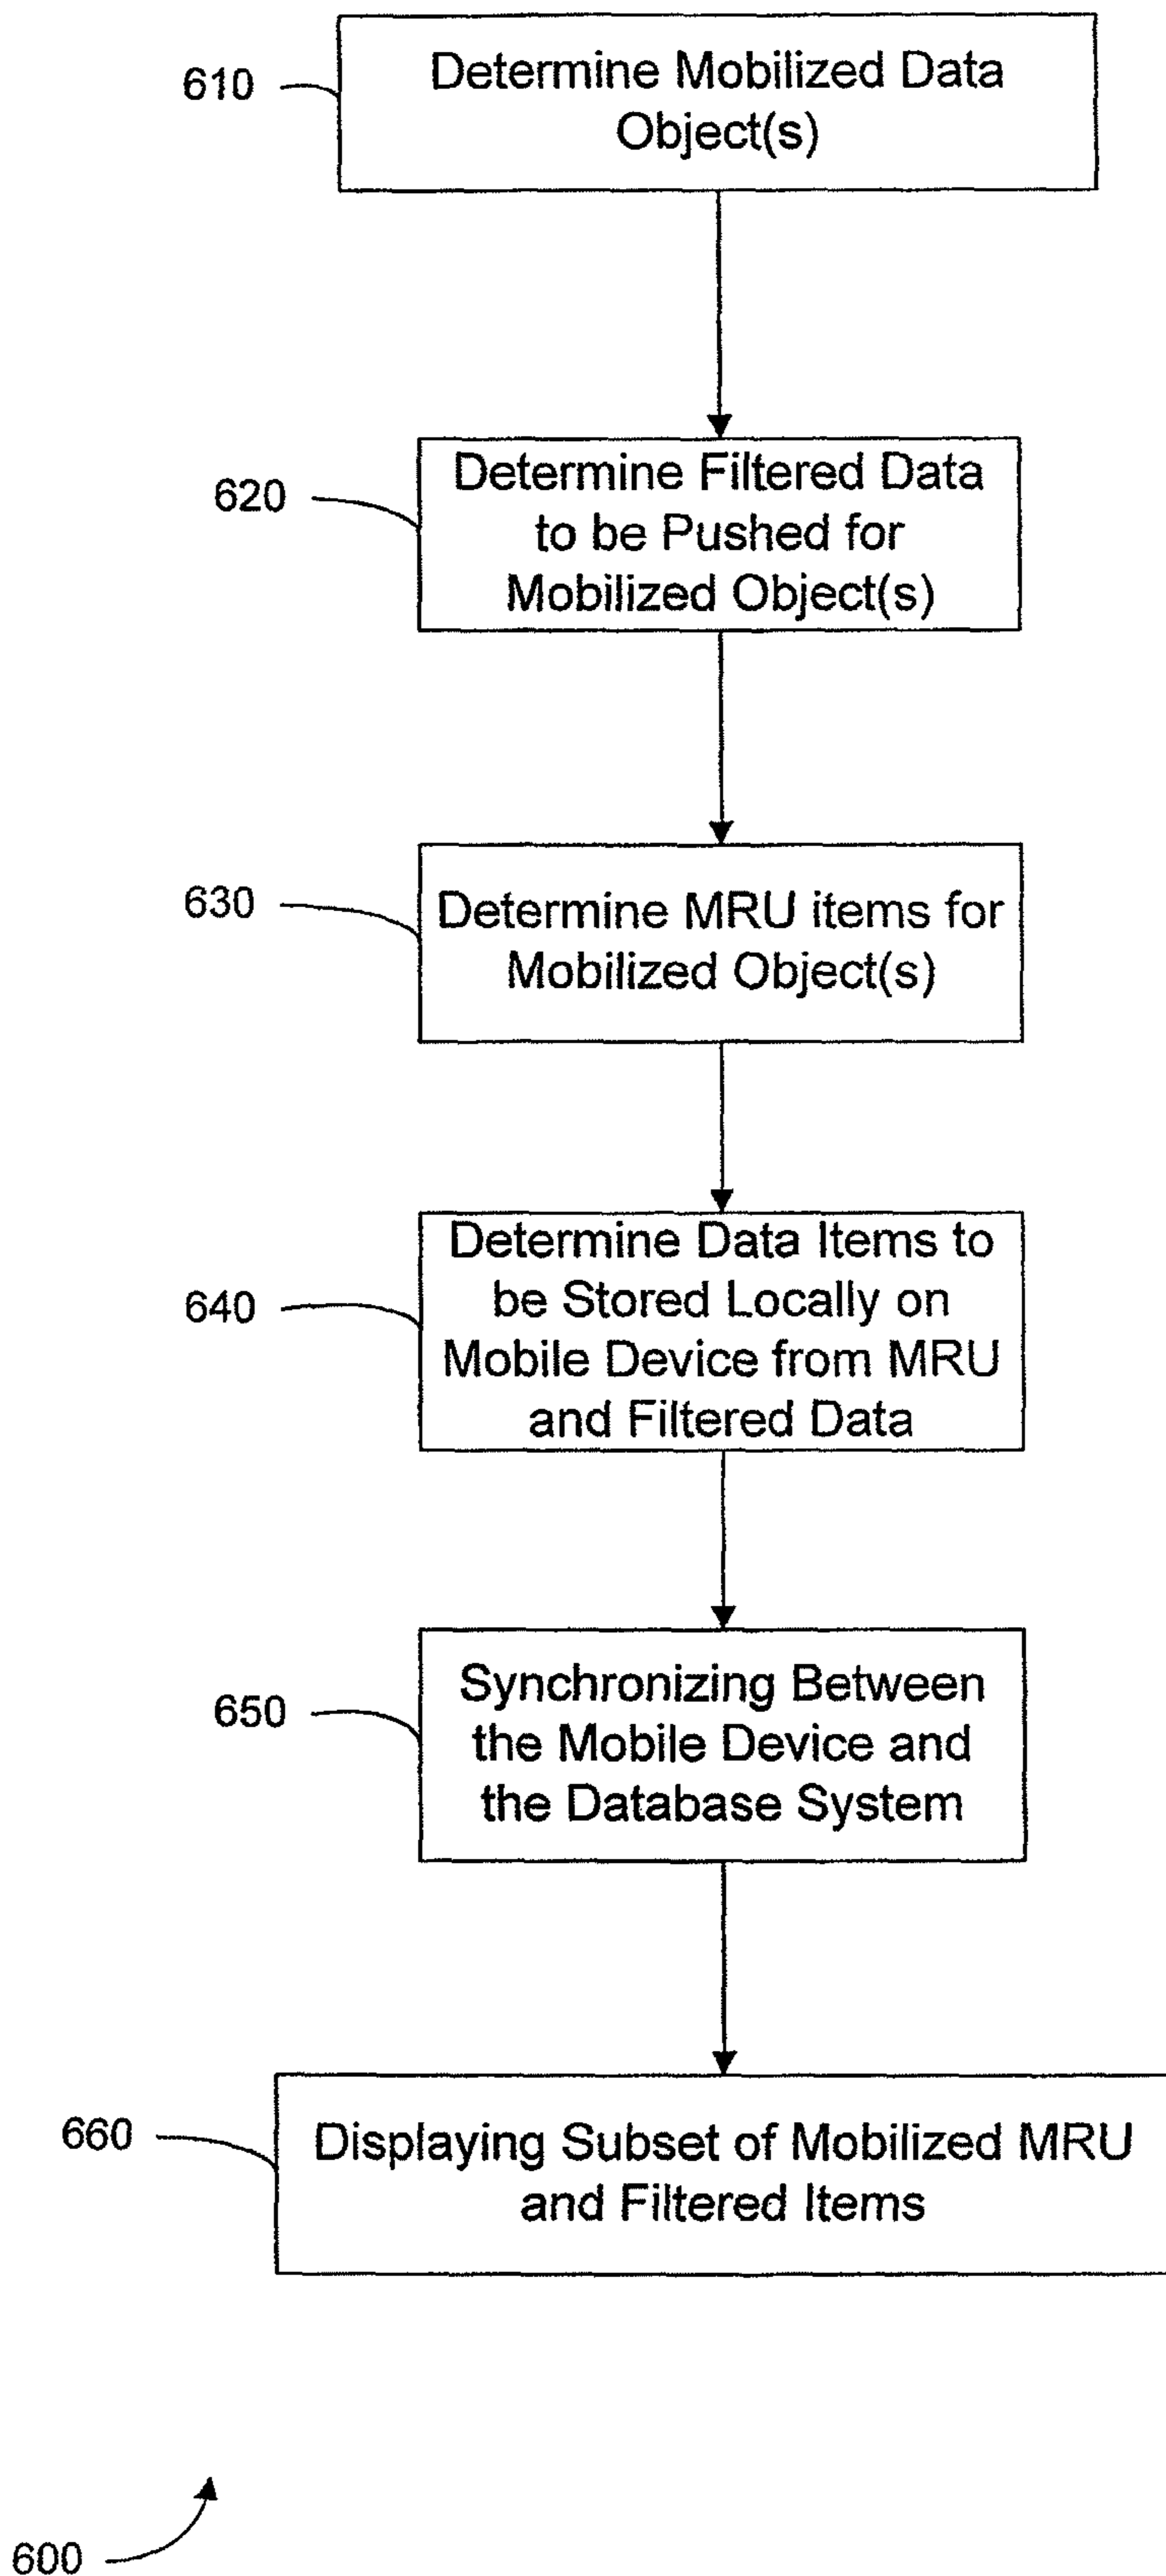 610
Determine Mobilized Data
Object(s)
620
Determine Filtered Data
to be Pushed for
Mobilized Object(s)
630
Determine MRU items for
Mobilized Object(s)
640
Determine Data Items to
be Stored Locally on
Mobile Device from MRU
and Filtered Data
650
Synchronizing Between
the Mobile Device and
the Database System
660
Displaying Subset of Mobilized MRU
and Filtered Items
600